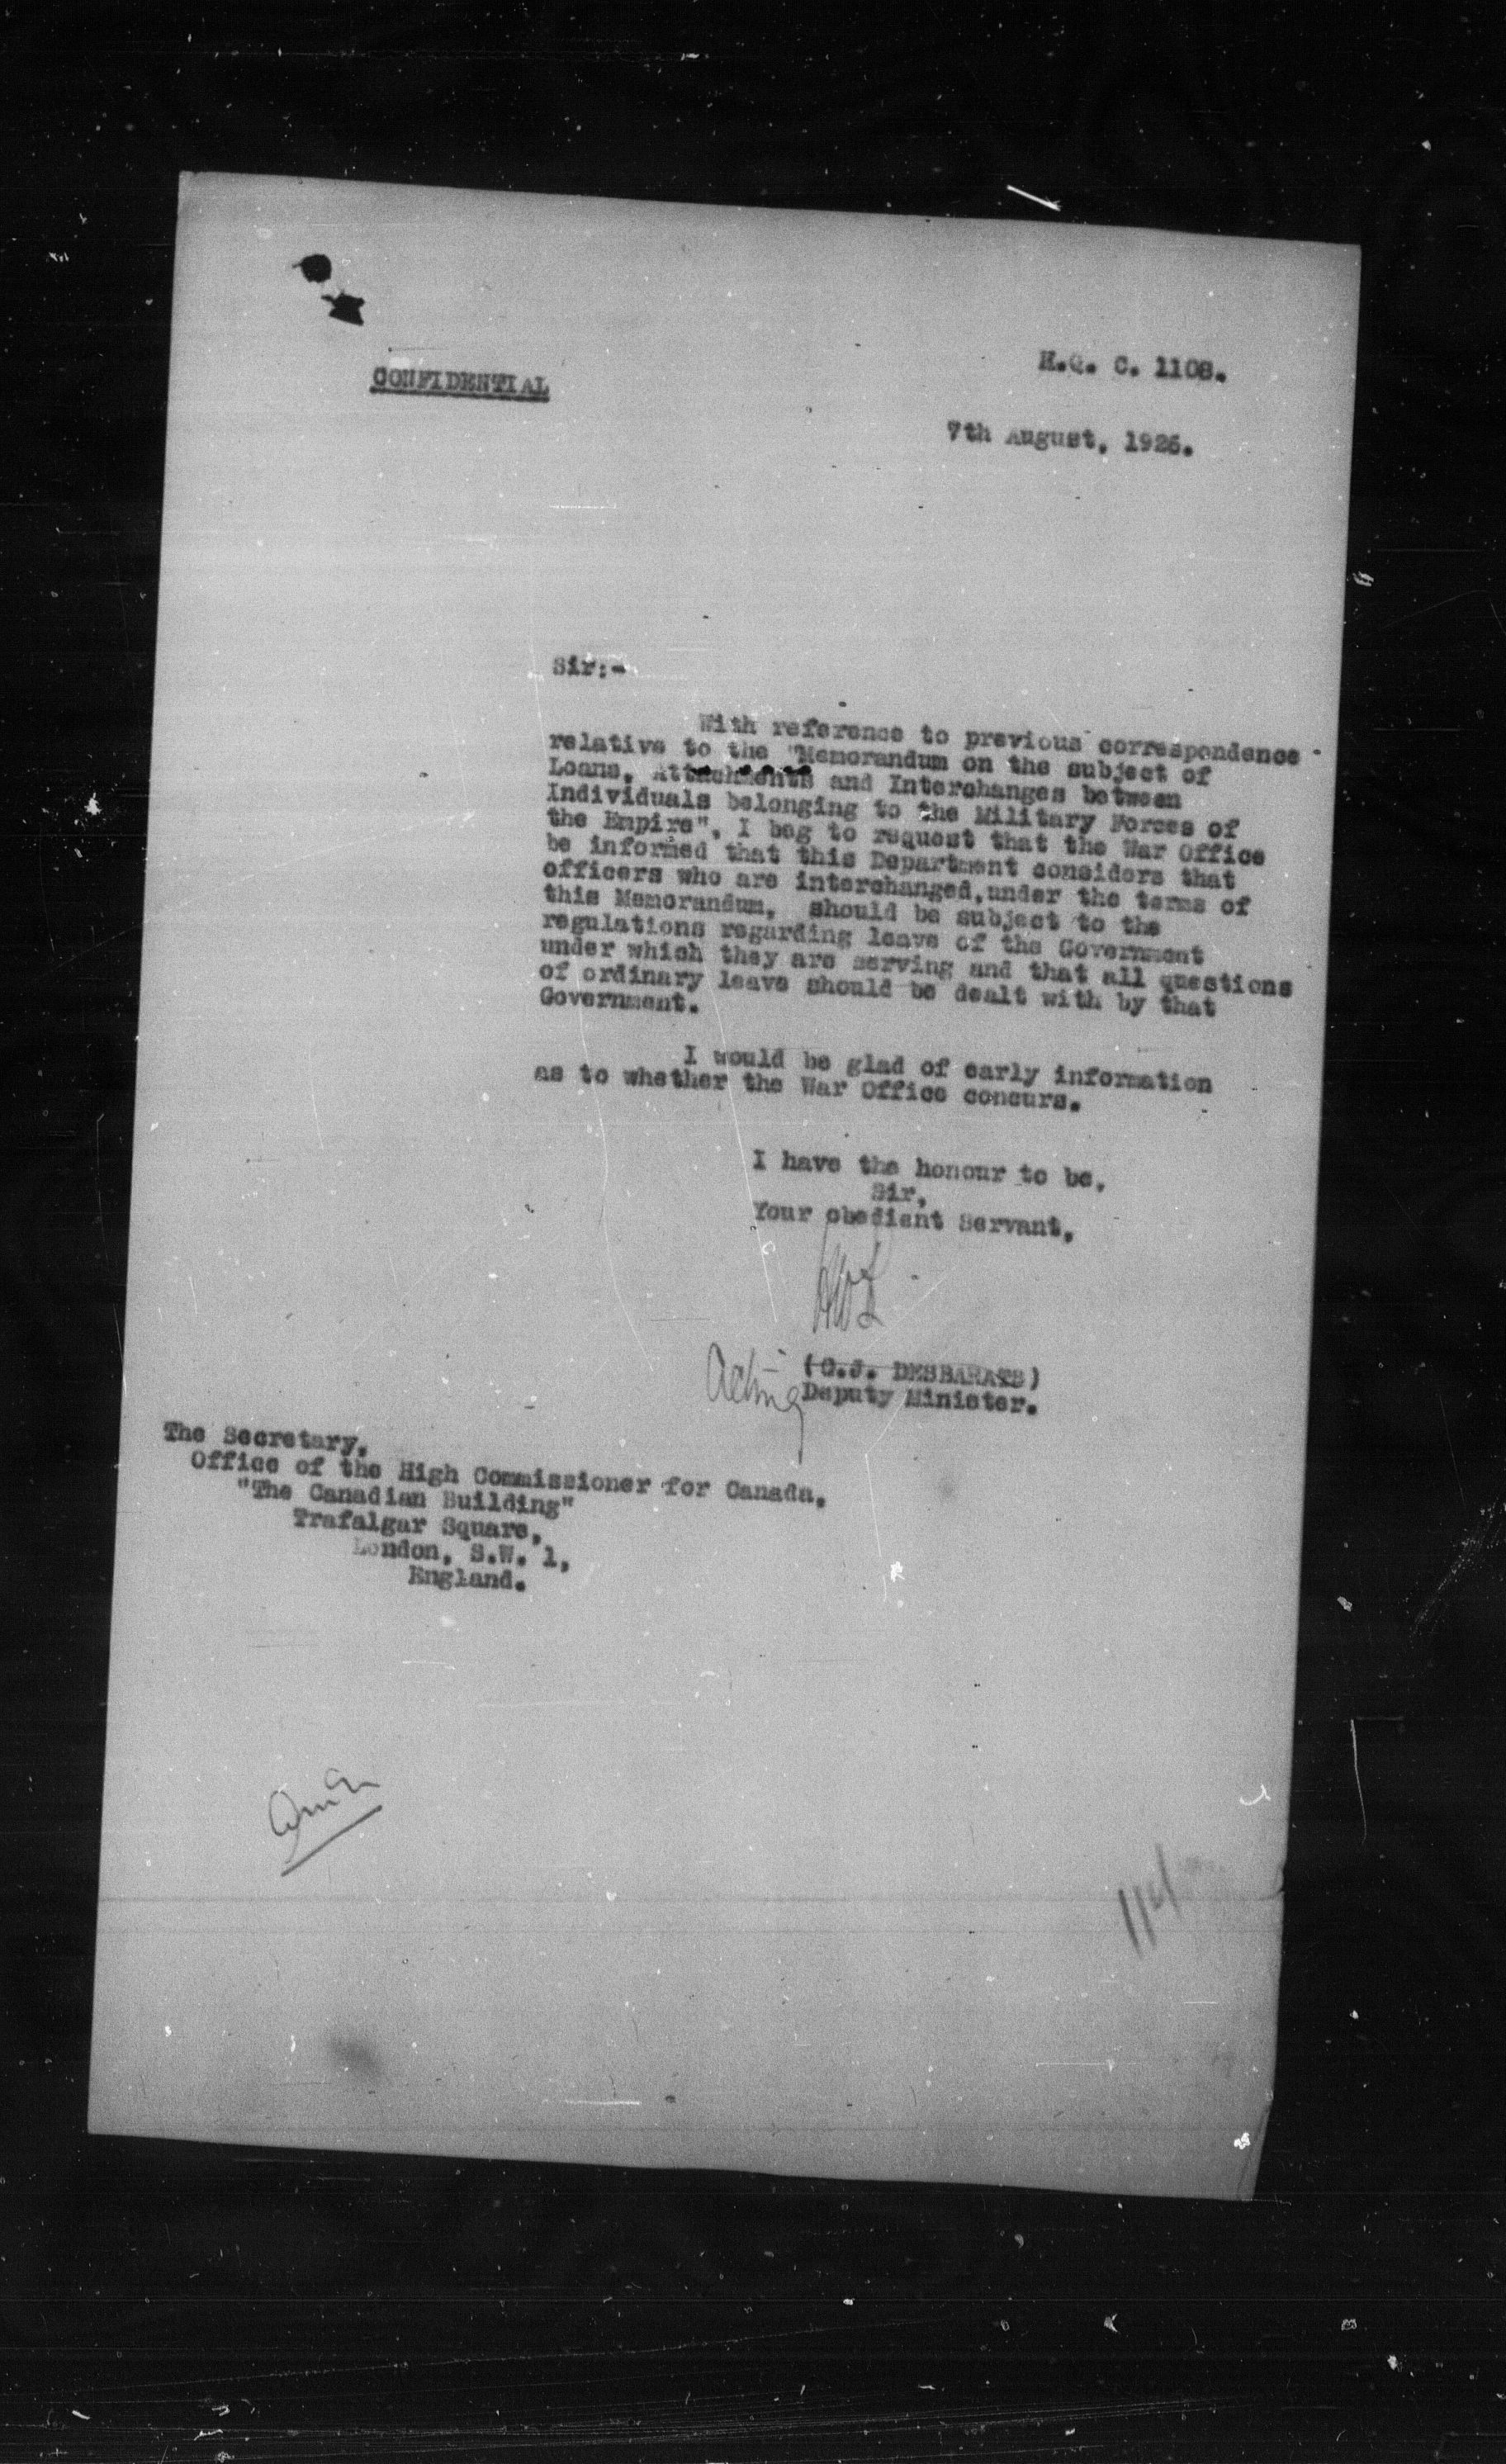 H.Q. C. 1108.
CONFIDENTIAL
7th August, 1926.
Sir:-
With reference to previous correspondence
relative to the "Memorandum on the subject of
Loans, Attachments and Interchanges between
Individuals belonging to the Military Forces of
the Empire", I beg to request that the War Office
be informed that this Department considers that
officers who are interchanged, under the terms of
this Memorandum, should be subject to the
regulations regarding leave of the Government
under which they are serving and that all questions
of ordinary leave should be dealt with by that
Government.
I would be glad of early information
as to whether the War Office concurs.
I have the honour to be,
Sir,
Your obedient Servant,
Acting (G.J. DESBARATS)
Deputy Minister.
The Secretary,
Office of the High Commissioner for Canada,
"The Canadian Building"
Trafalgar Square,
London, S.W. 1,
England.